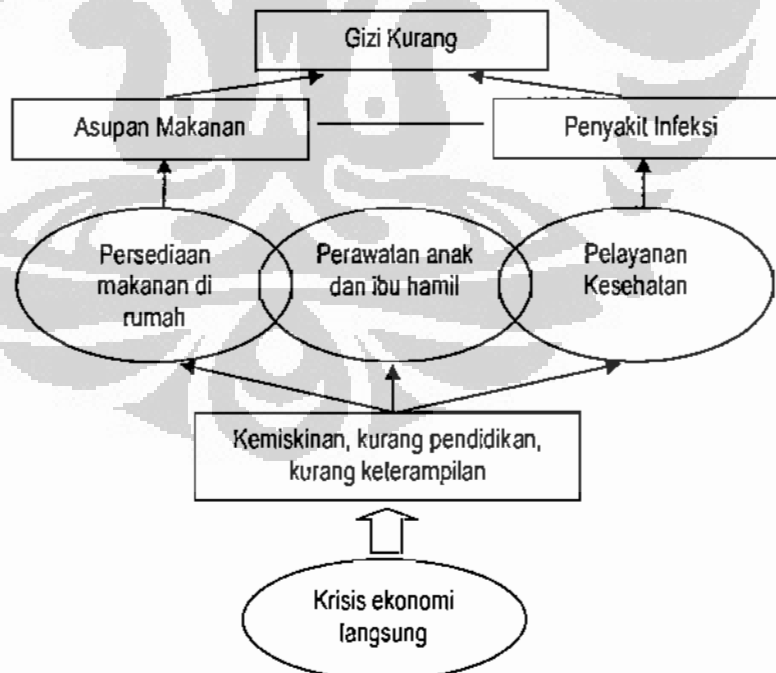 Gizi Kurang
Asupan Makanan
Penyakit Infeksi
Persediaan
makanan di
rumah
Perawatan anak
dan ibu hamil
Pelayanan
Kesehatan
Kemiskinan, kurang pendidikan,
kurang keterampilan
Krisis ekonomi
langsung